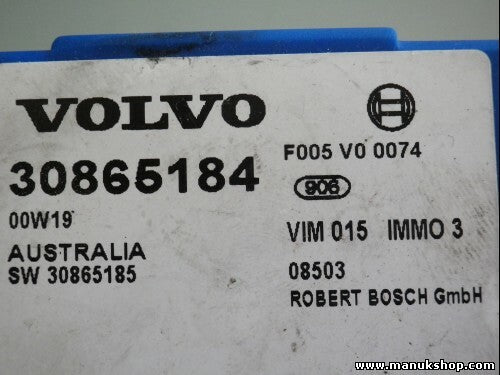 VOLVO
30865184
00W19
AUSTRALIA
SW 30865185
F005 V0 0074
906
VIM 015 IMMO 3
08503
ROBERT BOSCH GmbH
www.manukshop.com